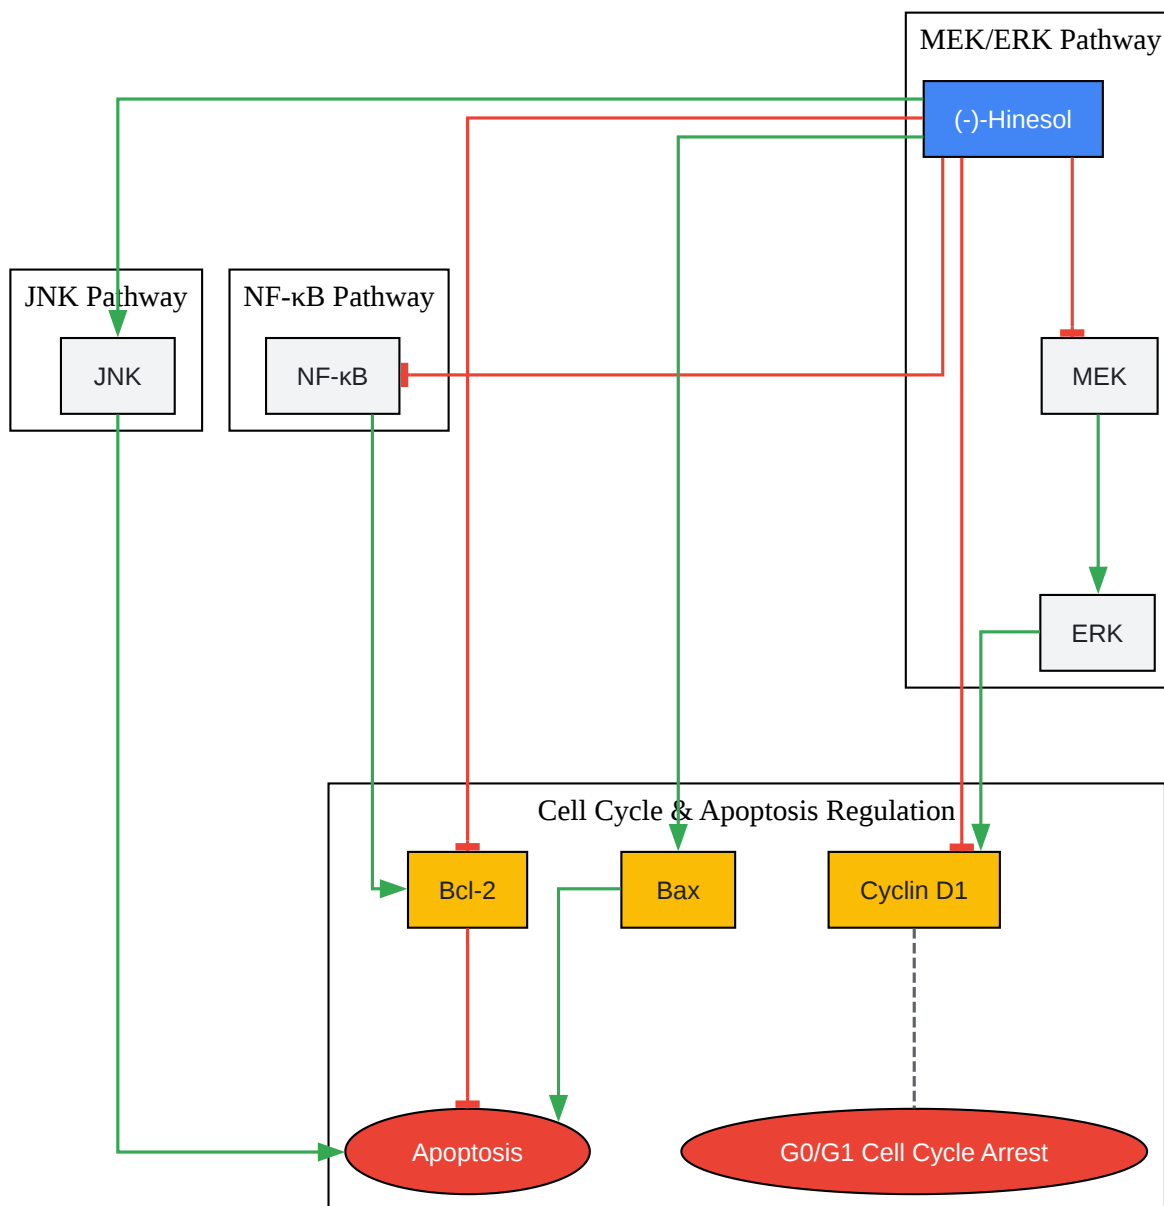 MEK/ERK Pathway
(-)-Hinesol
JNK Pathway
NF-κB Pathway
JNK
NF-κB
MEK
ERK
Cell Cycle & Apoptosis Regulation
Bcl-2
Bax
Cyclin D1
Apoptosis
G0/G1 Cell Cycle Arrest